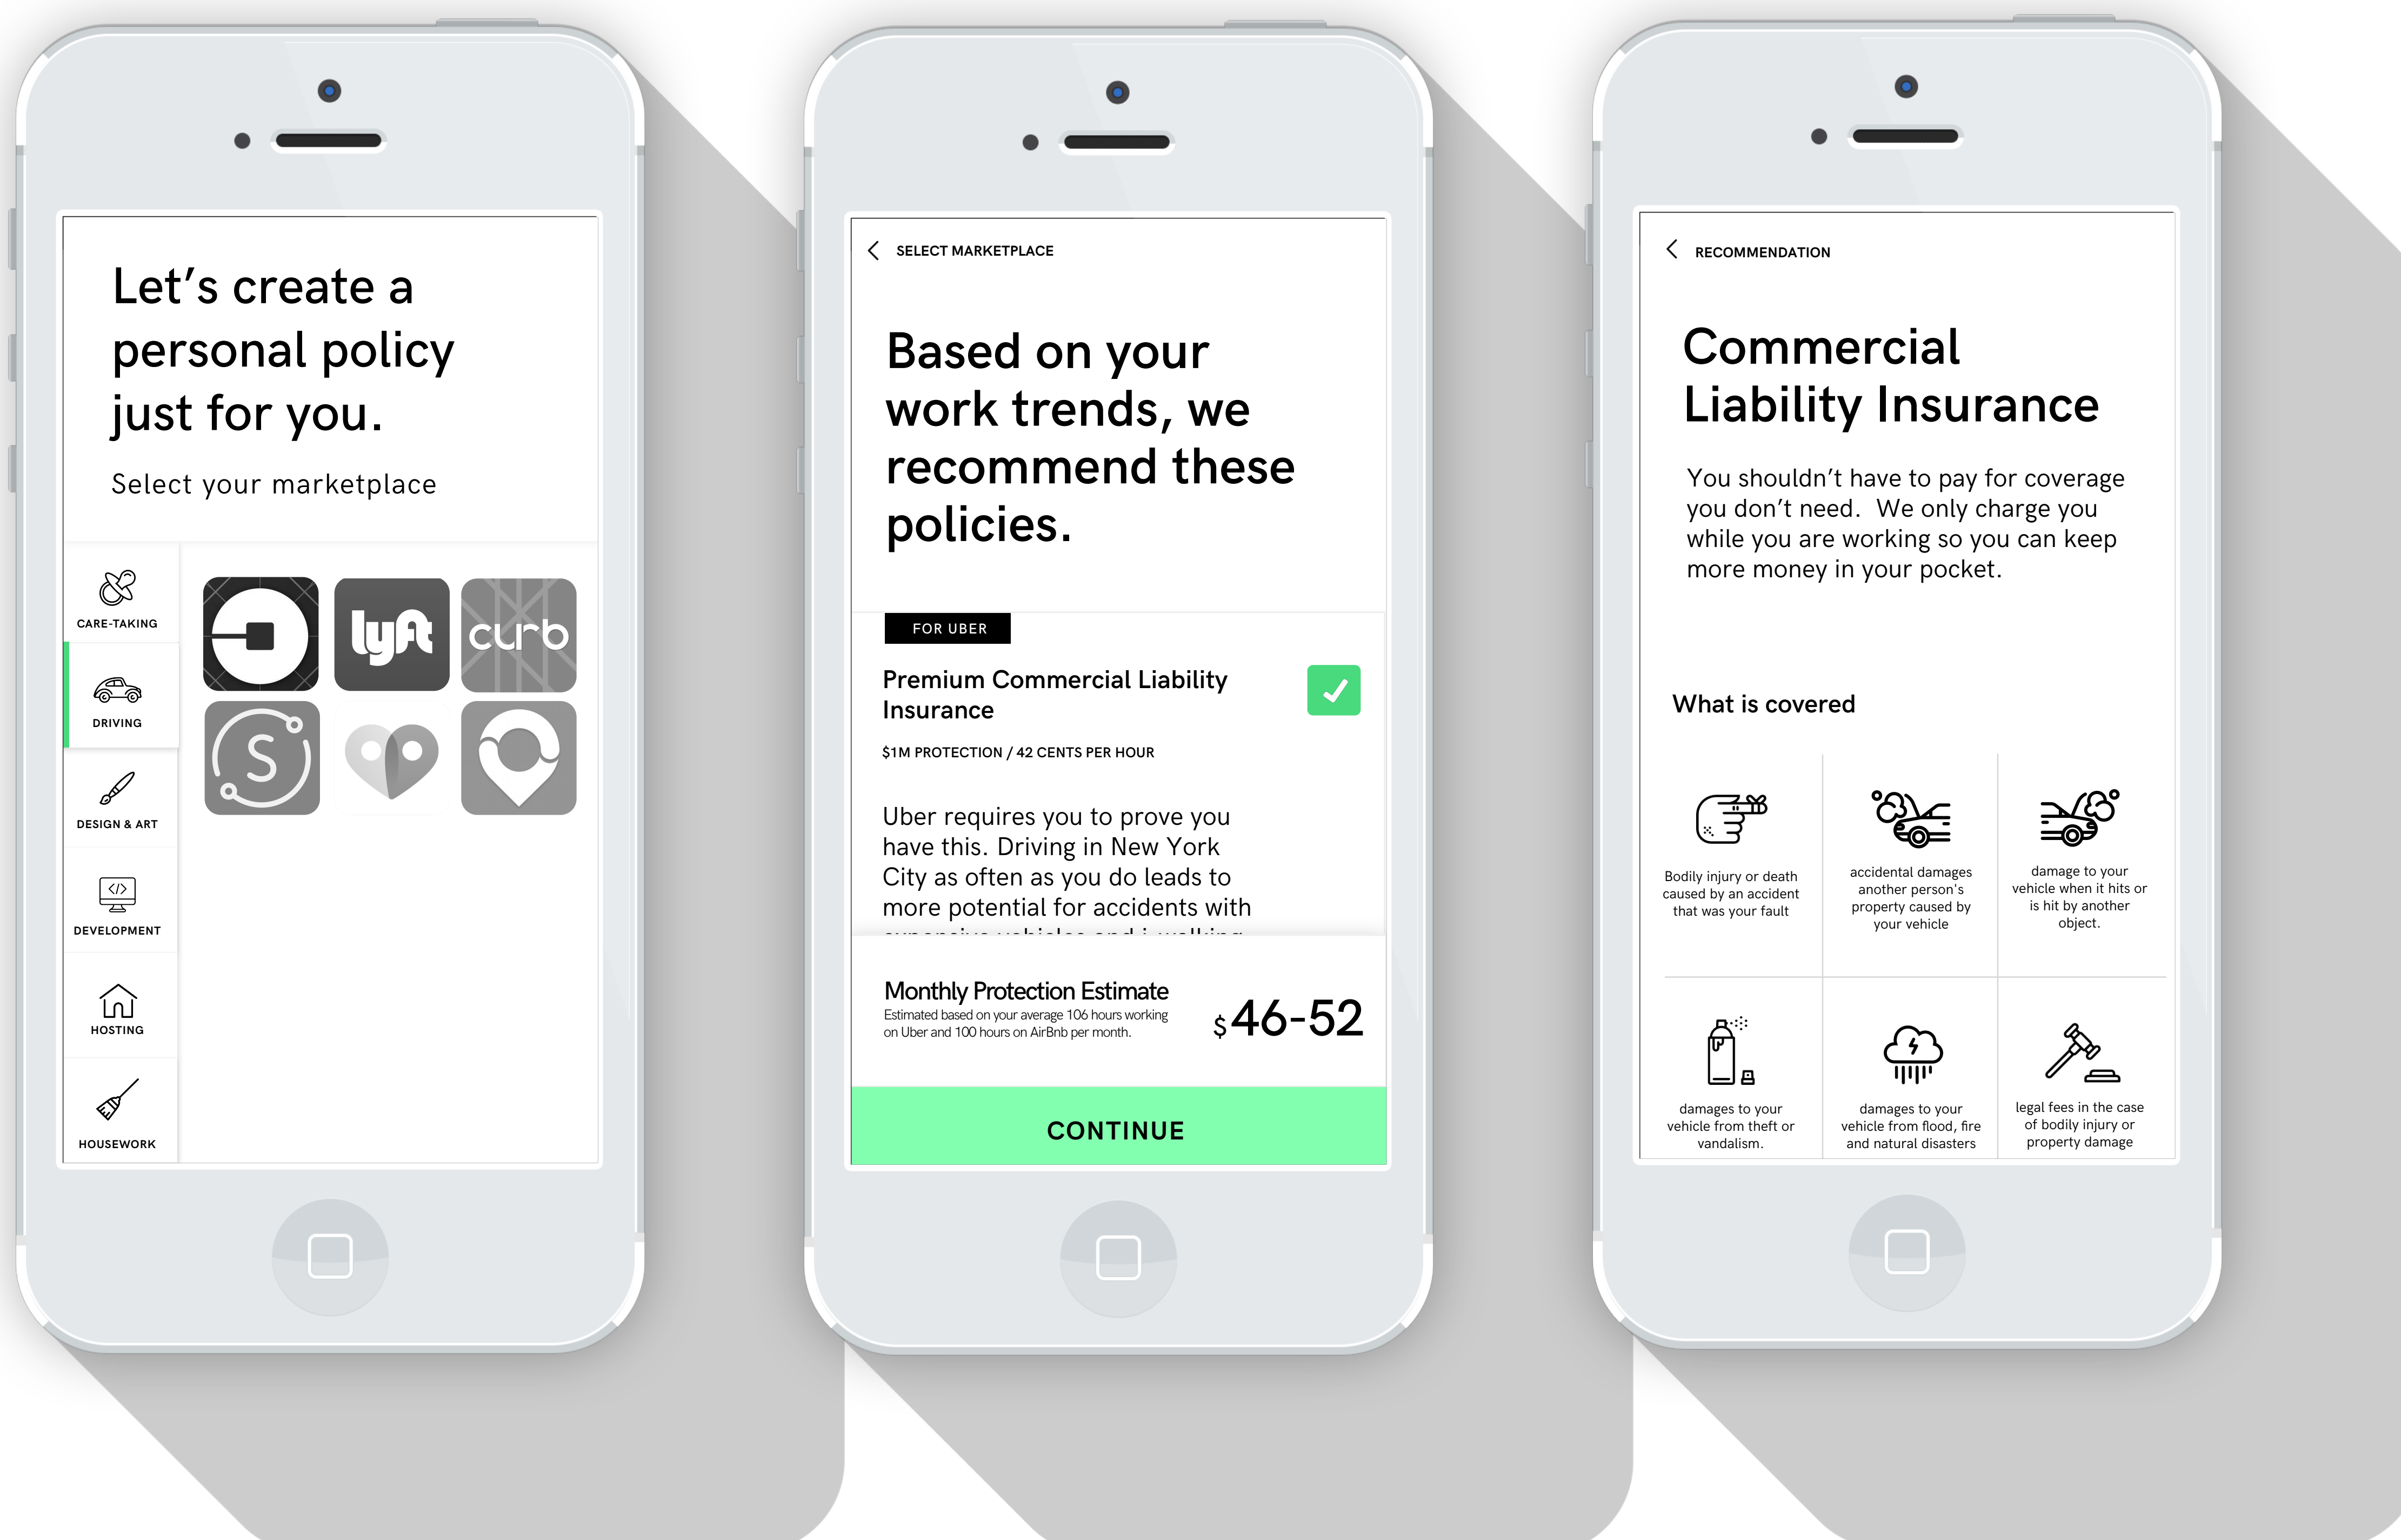 Let's create a
personal policy
just for you.
Select your marketplace
CARE-TAKING
DRIVING
DESIGN & ART
DEVELOPMENT
HOSTING
HOUSEWORK
lyft
curb
S
SELECT MARKETPLACE
Based on your
work trends, we
recommend these
policies.
FOR UBER
Premium Commercial Liability
Insurance
$1M PROTECTION / 42 CENTS PER HOUR
Uber requires you to prove you
have this. Driving in New York
City as often as you do leads to
more potential for accidents with
Monthly Protection Estimate
Estimated based on your average 106 hours working
on Uber and 100 hours on AirBnb per month.
$46-52
CONTINUE
RECOMMENDATION
Commercial
Liability Insurance
You shouldn't have to pay for coverage
you don't need.  We only charge you
while you are working so you can keep
more money in your pocket.
What is covered
Bodily injury or death
caused by an accident
that was your fault
accidental damages
another person's
property caused by
your vehicle
damage to your
vehicle when it hits or
is hit by another
object.
damages to your
vehicle from theft or
vandalism.
damages to your
vehicle from flood, fire
and natural disasters
legal fees in the case
of bodily injury or
property damage